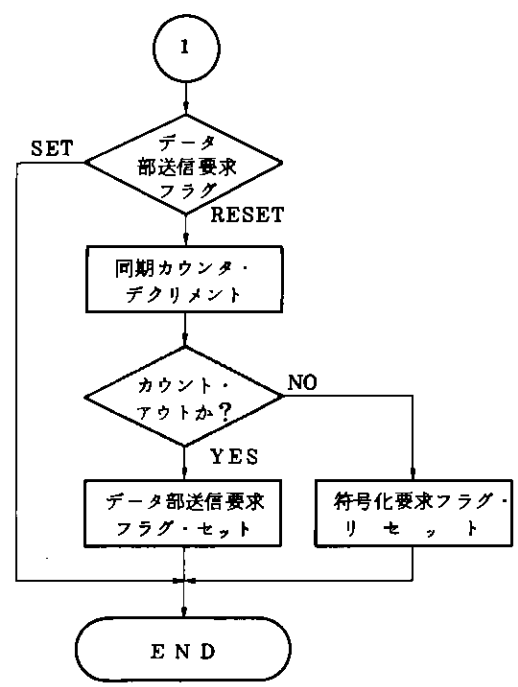 1
データ
部送信要求
フラグ
SET
RESET
同期カウンタ・
デクリメント
カウント・
アウトか?
NO
YES
データ部送信要求
フラグ・セット
符号化要求フラグ・
リセット
END